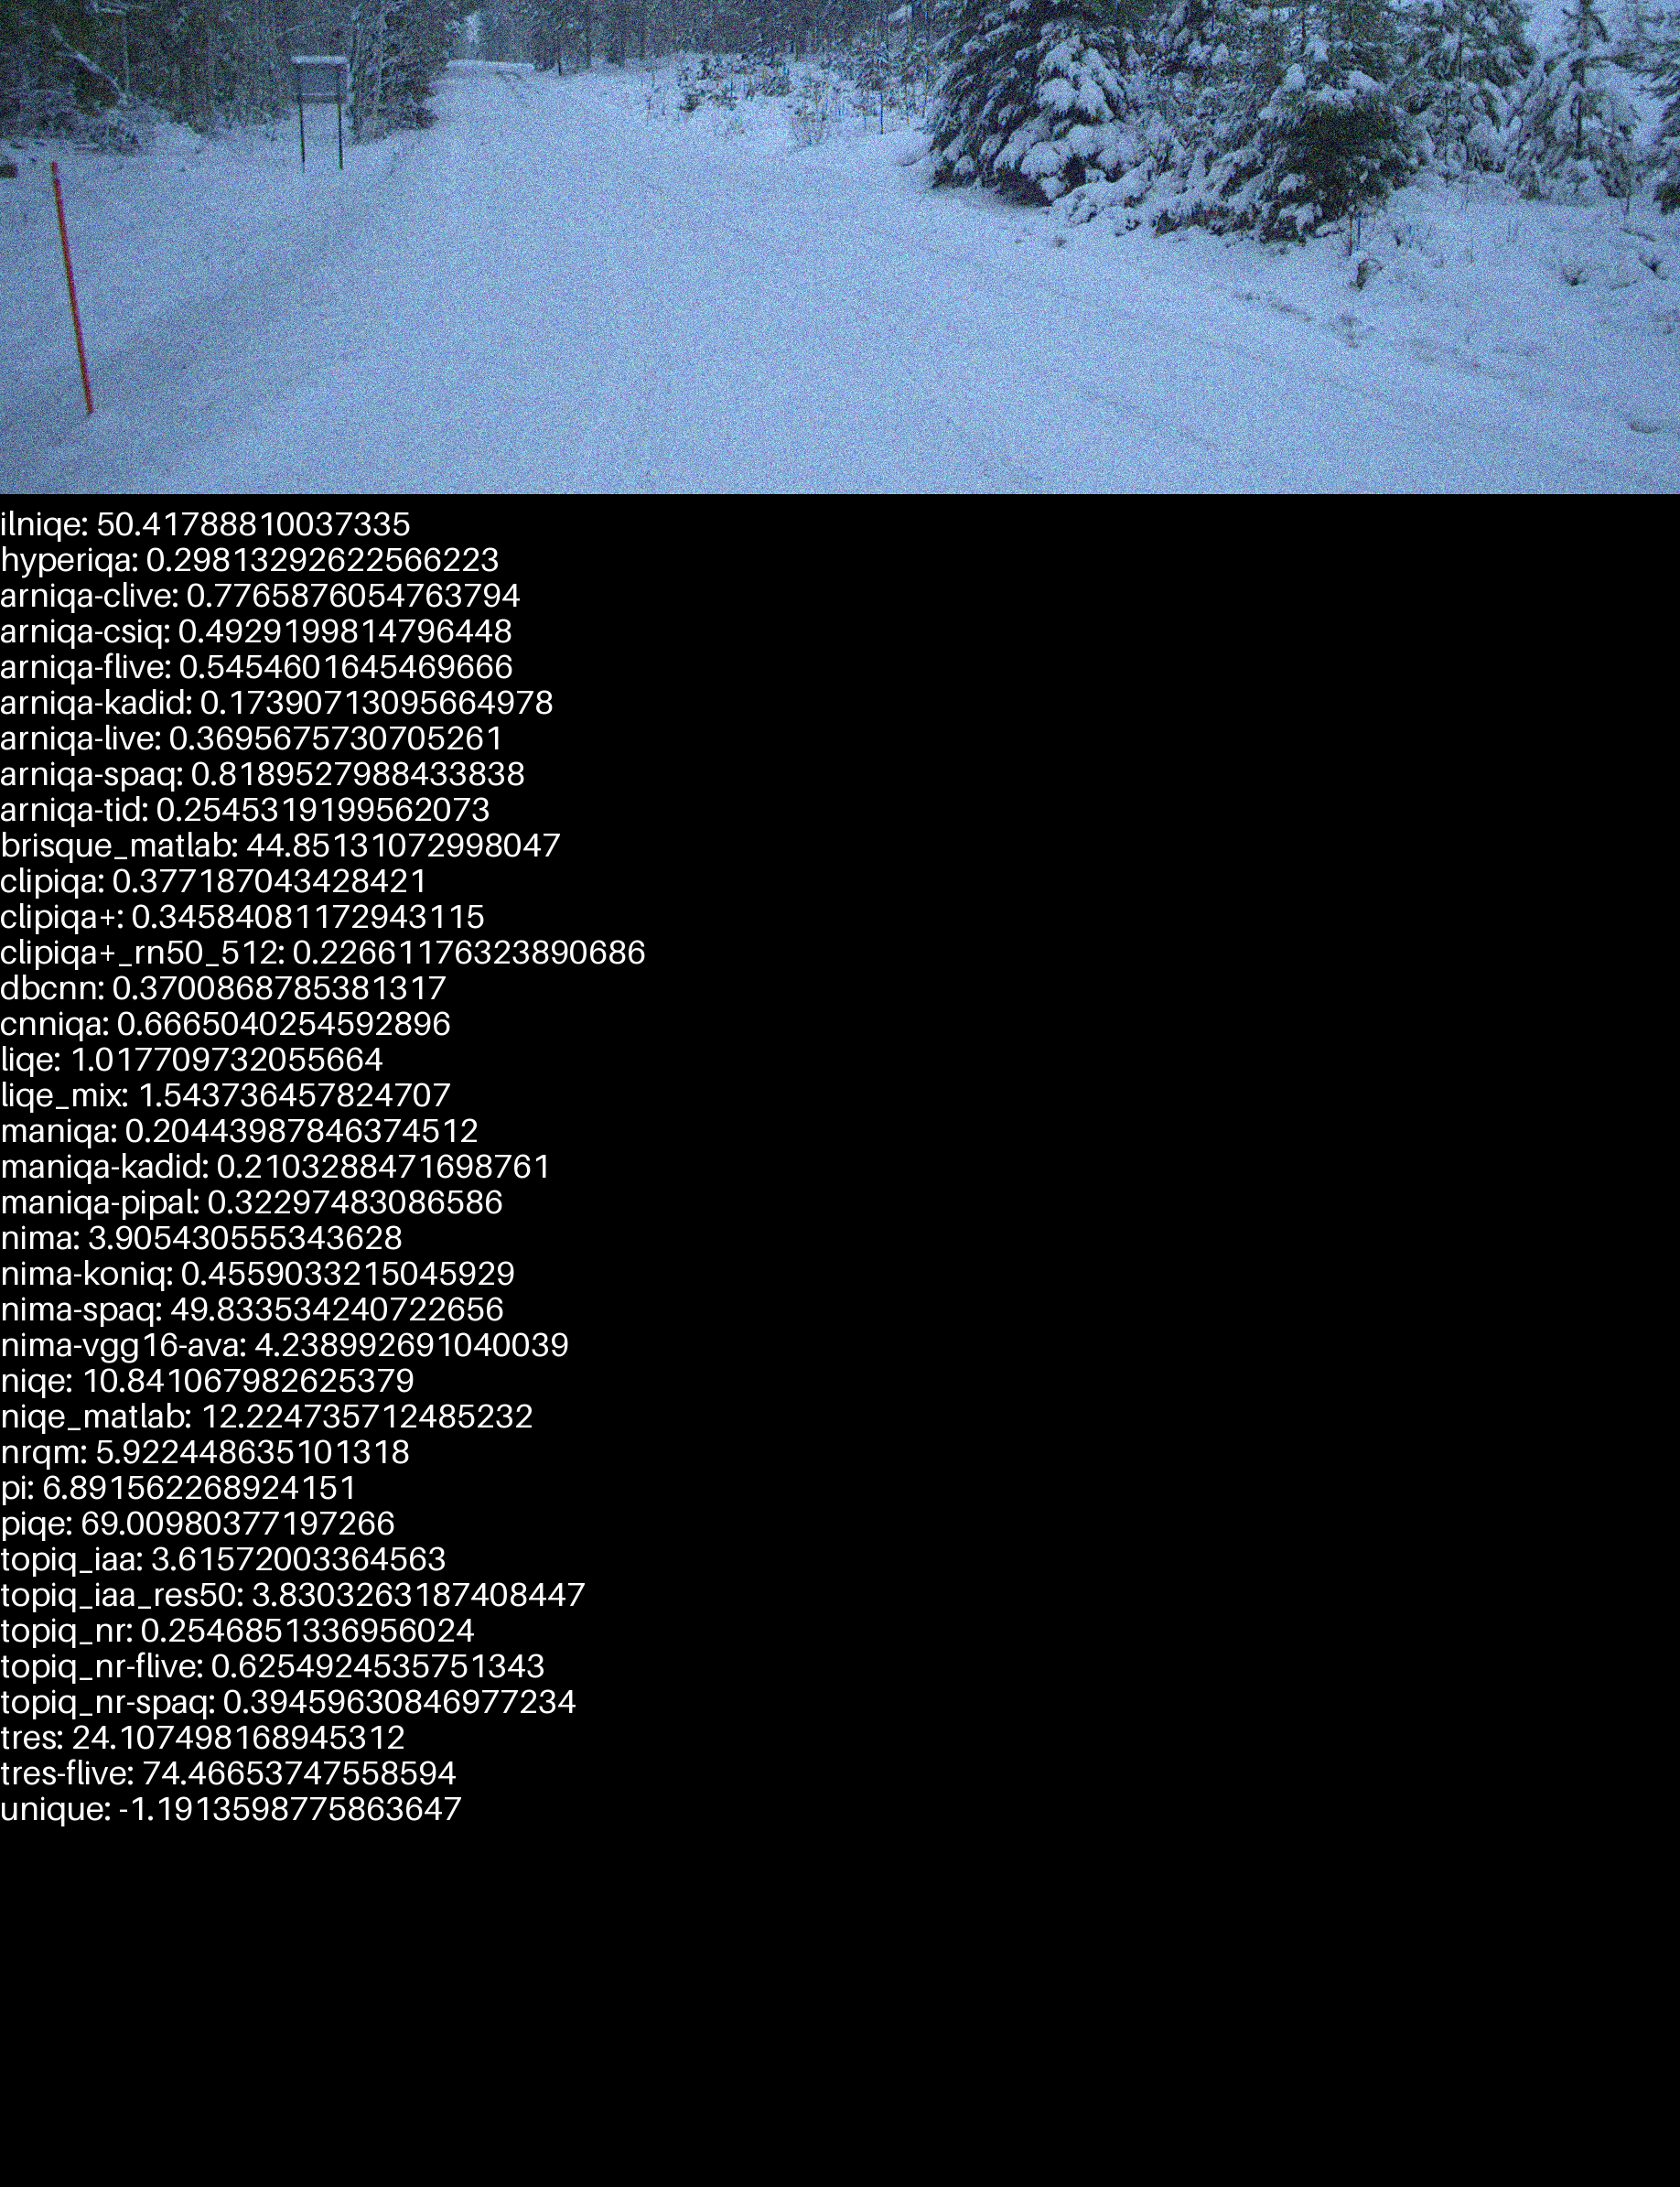 ilniqe: 50.41788810037335
hyperiqa: 0.29813292622566223
arniqa-clive: 0.7765876054763794
arniqa-csiq: 0.4929199814796448
arniqa-flive: 0.5454601645469666
arniqa-kadid: 0.17390713095664978
arniqa-live: 0.3695675730705261
arniqa-spaq: 0.8189527988433838
arniqa-tid: 0.2545319199562073
brisque_matlab: 44.85131072998047
clipiqa: 0.377187043428421
clipiqa+: 0.34584081172943115
clipiqa+_rn50_512: 0.22661176323890686
dbcnn: 0.3700868785381317
cnniqa: 0.6665040254592896
liqe: 1.017709732055664
liqe_mix: 1.543736457824707
maniqa: 0.20443987846374512
maniqa-kadid: 0.2103288471698761
maniqa-pipal: 0.32297483086586
nima: 3.905430555343628
nima-koniq: 0.4559033215045929
nima-spaq: 49.833534240722656
nima-vgg16-ava: 4.238992691040039
niqe: 10.841067982625379
niqe_matlab: 12.224735712485232
nrqm: 5.922448635101318
pi: 6.891562268924151
piqe: 69.00980377197266
topiq_iaa: 3.61572003364563
topiq_iaa_res50: 3.8303263187408447
topiq_nr: 0.2546851336956024
topiq_nr-flive: 0.6254924535751343
topiq_nr-spaq: 0.39459630846977234
tres: 24.107498168945312
tres-flive: 74.46653747558594
unique: -1.1913598775863647